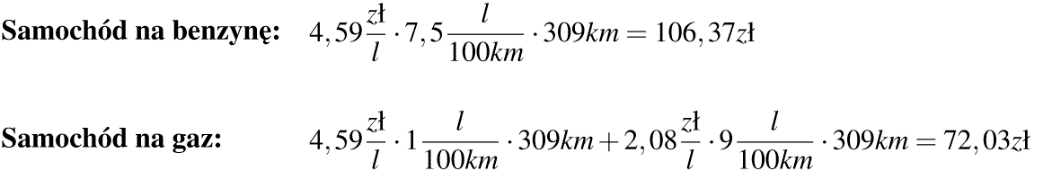 Samochód na benzynę: 4,59 zł/l · 7,5 l/100km · 309km = 106,37zł
Samochód na gaz: 4,59 zł/l · 1 l/100km · 309km + 2,08 zł/l · 9 l/100km · 309km = 72,03zł